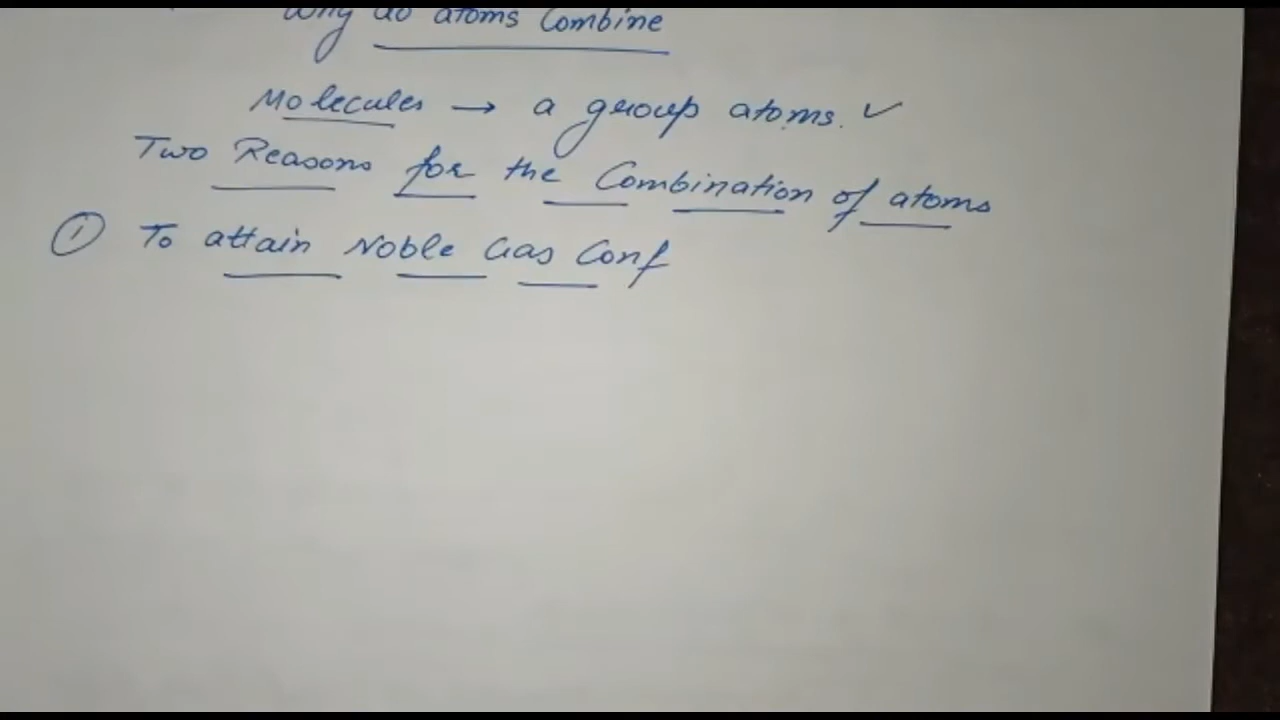 Why do atoms Combine
Molecules → a group atoms. ✓
Two Reasons for the Combination of atoms
① To attain Noble Gas Conf